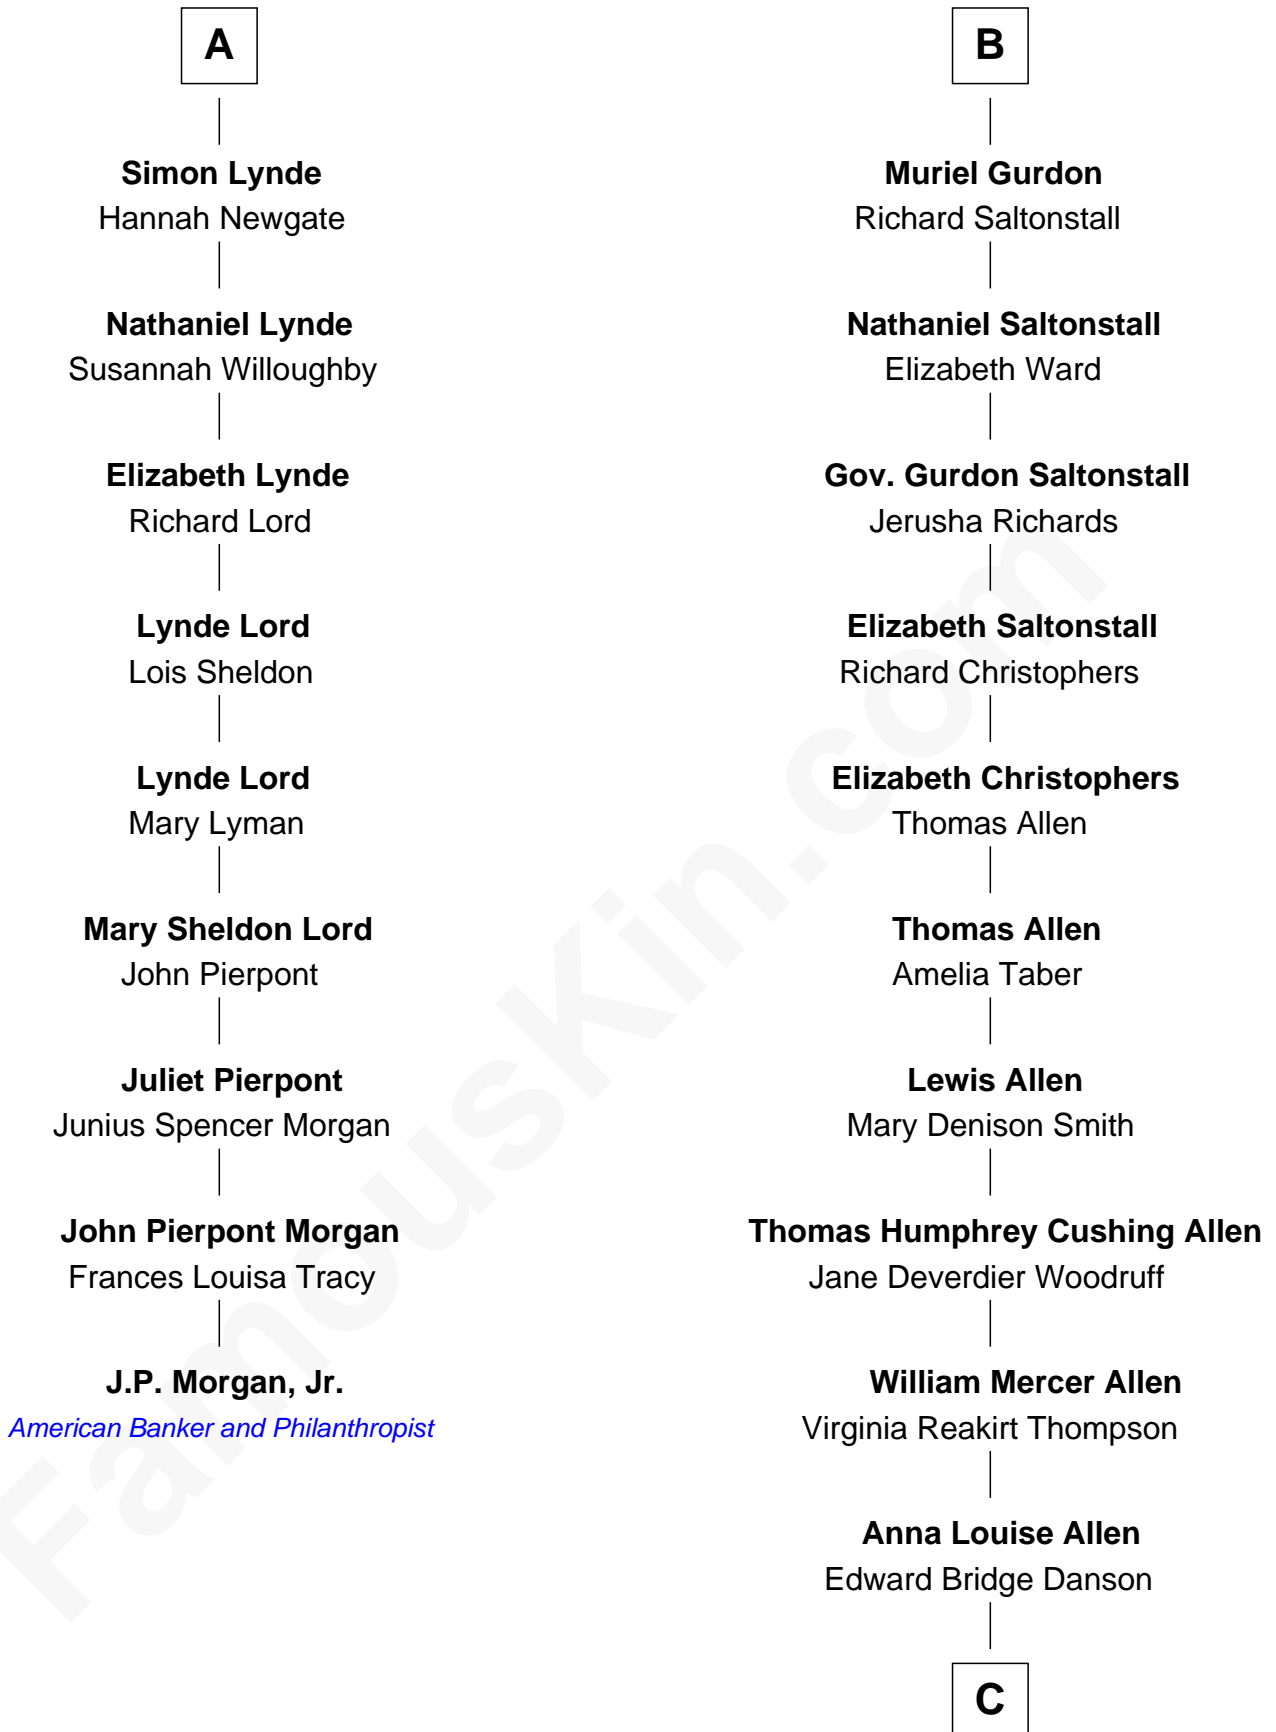 A
Simon Lynde
Hannah Newgate
Nathaniel Lynde
Susannah Willoughby
Elizabeth Lynde
Richard Lord
Lynde Lord
Lois Sheldon
Lynde Lord
Mary Lyman
Mary Sheldon Lord
John Pierpont
Juliet Pierpont
Junius Spencer Morgan
John Pierpont Morgan
Frances Louisa Tracy
J.P. Morgan, Jr.
American Banker and Philanthropist
B
Muriel Gurdon
Richard Saltonstall
Nathaniel Saltonstall
Elizabeth Ward
Gov. Gurdon Saltonstall
Jerusha Richards
Elizabeth Saltonstall
Richard Christophers
Elizabeth Christophers
Thomas Allen
Thomas Allen
Amelia Taber
Lewis Allen
Mary Denison Smith
Thomas Humphrey Cushing Allen
Jane Deverdier Woodruff
William Mercer Allen
Virginia Reakirt Thompson
Anna Louise Allen
Edward Bridge Danson
C
FamousKin.com